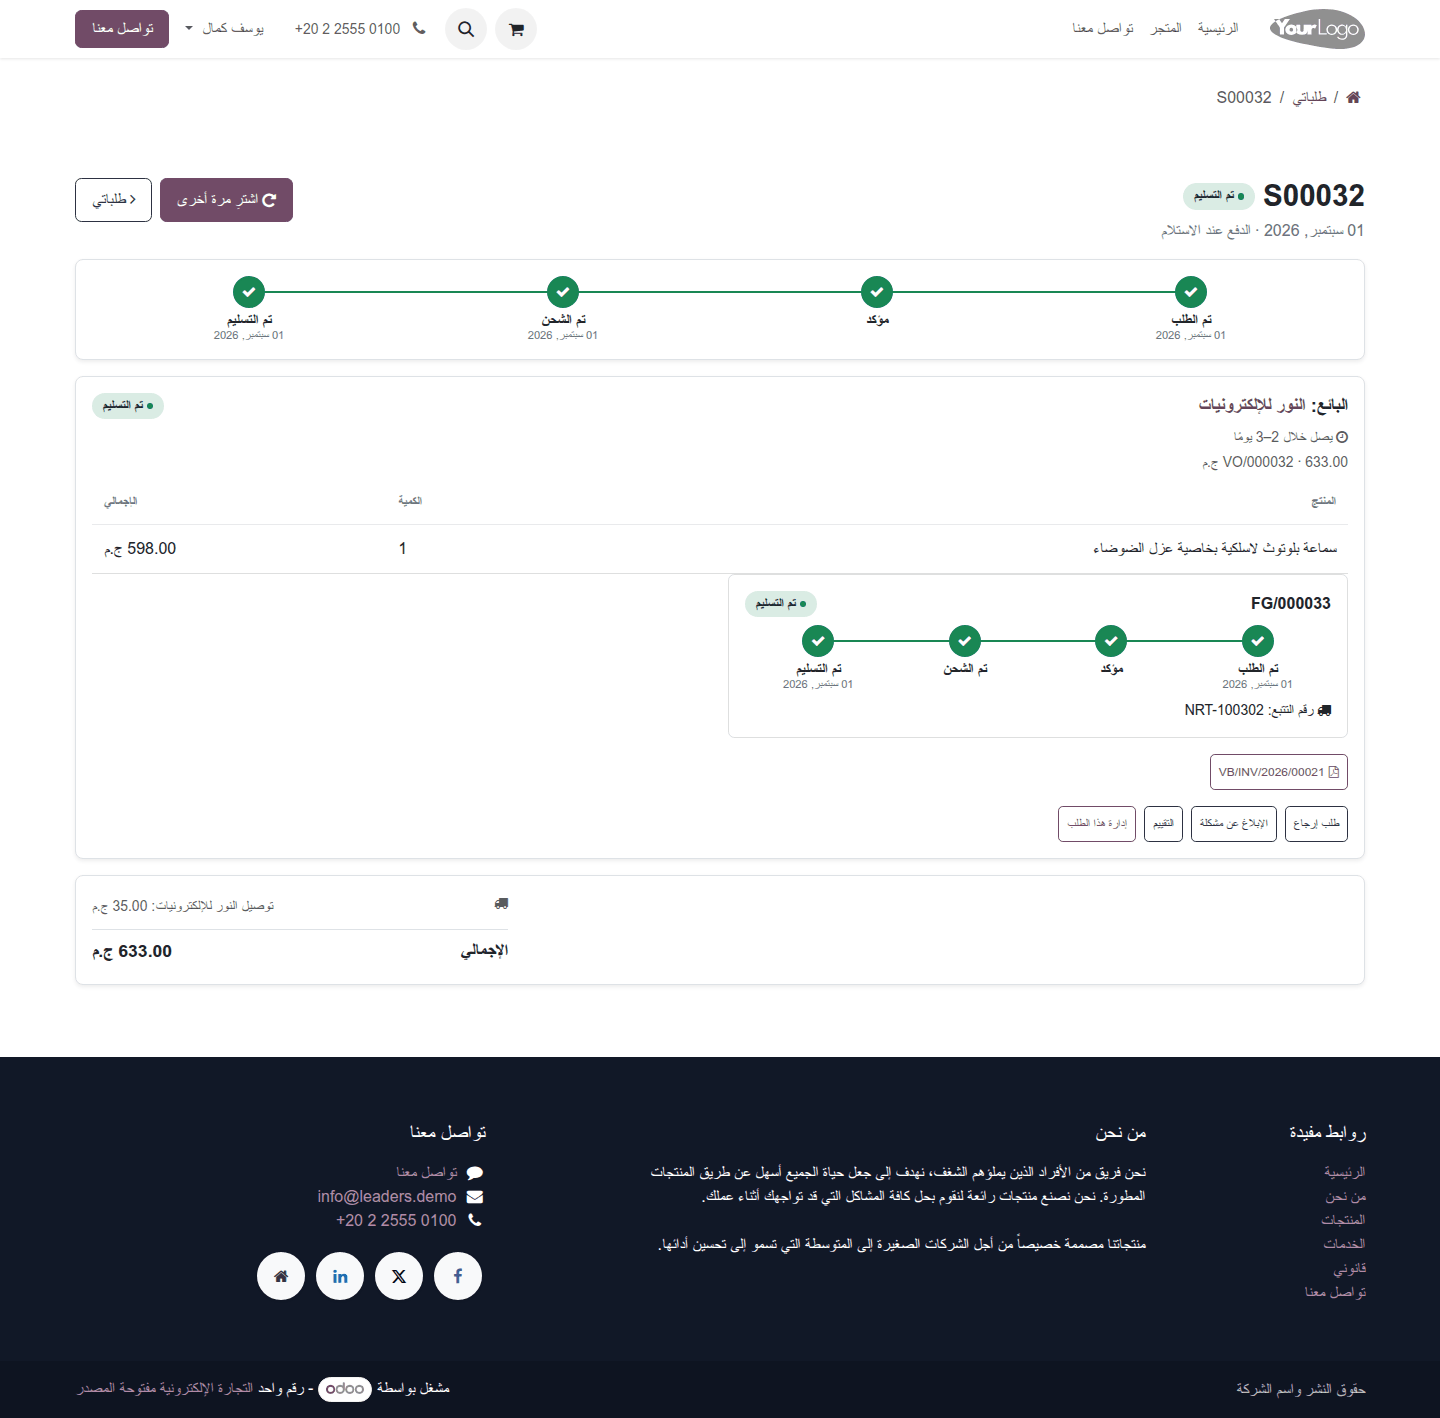 YourLogo
الرئيسية
المتجر
تواصل معنا
+20 2 2555 0100
يوسف كمال
تواصل معنا
/ طلباتي / S00032
S00032
تم التسليم
01 سبتمبر, 2026 · الدفع عند الاستلام
اشترِ مرة أخرى
طلباتي
تم الطلب
01 سبتمبر, 2026
مؤكد
تم الشحن
01 سبتمبر, 2026
تم التسليم
01 سبتمبر, 2026
البائع: النور للإلكترونيات
تم التسليم
يصل خلال 2–3 يومًا
VO/000032 · 633.00 ج.م
المنتج
الكمية
الإجمالي
سماعة بلوتوث لاسلكية بخاصية عزل الضوضاء
1
598.00 ج.م
FG/000033
تم التسليم
تم الطلب
01 سبتمبر, 2026
مؤكد
تم الشحن
تم التسليم
01 سبتمبر, 2026
رقم التتبع: NRT-100302
VB/INV/2026/00021
طلب إرجاع
الإبلاغ عن مشكلة
التقييم
إدارة هذا الطلب
توصيل النور للإلكترونيات: 35.00 ج.م
الإجمالي
633.00 ج.م
روابط مفيدة
الرئيسية
من نحن
المنتجات
الخدمات
قانوني
تواصل معنا
من نحن
نحن فريق من الأفراد الذين يملؤهم الشغف، نهدف إلى جعل حياة الجميع أسهل عن طريق المنتجات
المطورة. نحن نصنع منتجات رائعة لنقوم بحل كافة المشاكل التي قد تواجهك أثناء عملك.
منتجاتنا مصممة خصيصاً من أجل الشركات الصغيرة إلى المتوسطة التي تسمو إلى تحسين أدائها.
تواصل معنا
تواصل معنا
info@leaders.demo
+20 2 2555 0100
حقوق النشر واسم الشركة
مشغل بواسطة odoo - رقم واحد التجارة الإلكترونية مفتوحة المصدر